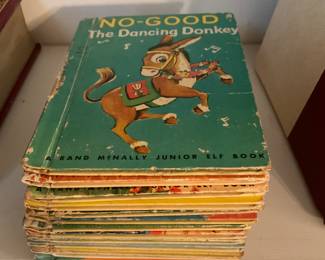 NO-GOOD
The Dancing Donkey
A RAND McNALLY JUNIOR ELF BOOK